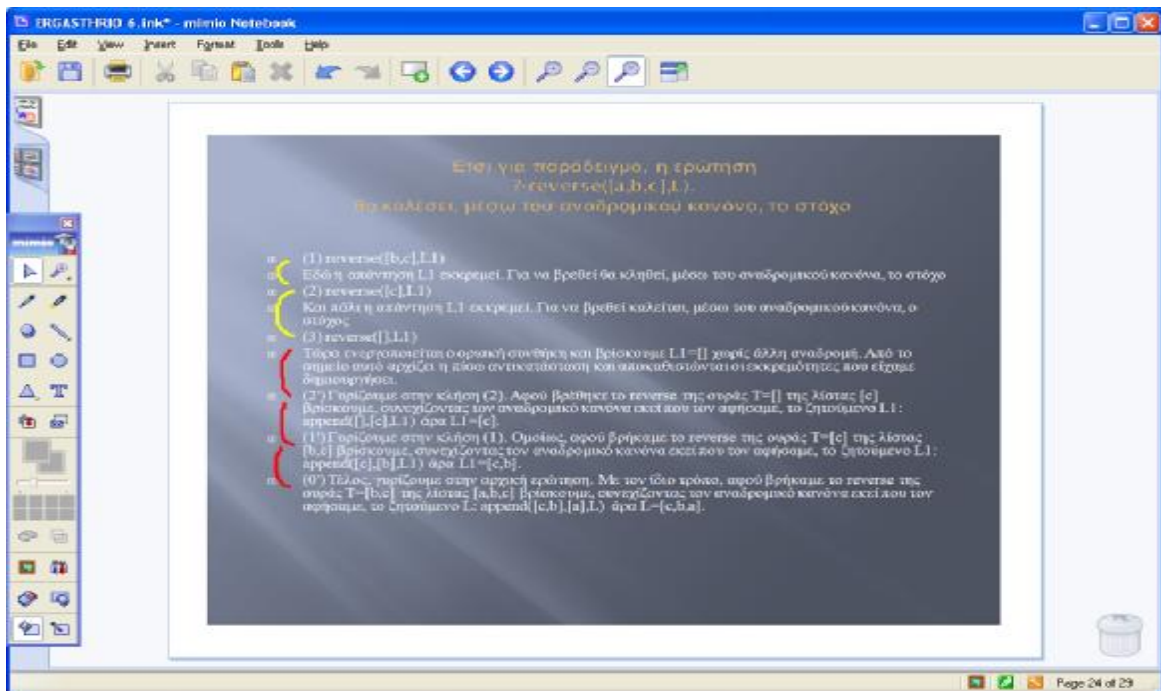 ERGASTHRIO 6.ink* - mimio Notebook
File Edit View Insert Format Tools Help
mimio
Έτσι για παράδειγμα, η ερώτηση
?-reverse([a,b,c],L).
θα καλέσει, μέσω του αναδρομικού κανόνα, το στόχο
(1) reverse([b,c],L1)
Εδώ η απάντηση L1 εκκρεμεί. Για να βρεθεί θα κληθεί, μέσω του αναδρομικού κανόνα, το στόχο
(2) reverse([c],L1)
Και πάλι η απάντηση L1 εκκρεμεί. Για να βρεθεί καλείται, μέσω του αναδρομικού κανόνα, ο
στόχος
(3) reverse([],L1)
Τώρα ενεργοποιείται ο οριακή συνθήκη και βρίσκουμε L1=[] χωρίς άλλη αναδρομή. Από το
σημείο αυτό αρχίζει η πίσω αντικατάσταση και αποκαθιστώνται οι εκκρεμότητες που είχαμε
δημιουργήσει.
(2') Γυρίζουμε στην κλήση (2). Αφού βρέθηκε το reverse της ουράς T=[] της λίστας [c]
βρίσκουμε, συνεχίζοντας τον αναδρομικό κανόνα εκεί που τον αφήσαμε, το ζητούμενο L1:
append([],[c],L1) άρα L1=[c].
(1') Γυρίζουμε στην κλήση (1). Ομοίως, αφού βρήκαμε το reverse της ουράς T=[c] της λίστας
[b,c] βρίσκουμε, συνεχίζοντας τον αναδρομικό κανόνα εκεί που τον αφήσαμε, το ζητούμενο L1:
append([c],[b],L1) άρα L1=[c,b].
(0') Τέλος, γυρίζουμε στην αρχική ερώτηση. Με τον ίδιο τρόπο, αφού βρήκαμε το reverse της
ουράς T=[b,c] της λίστας [a,b,c] βρίσκουμε, συνεχίζοντας τον αναδρομικό κανόνα εκεί που τον
αφήσαμε, το ζητούμενο L: append([c,b],[a],L) άρα L=[c,b,a].
Page 24 of 29